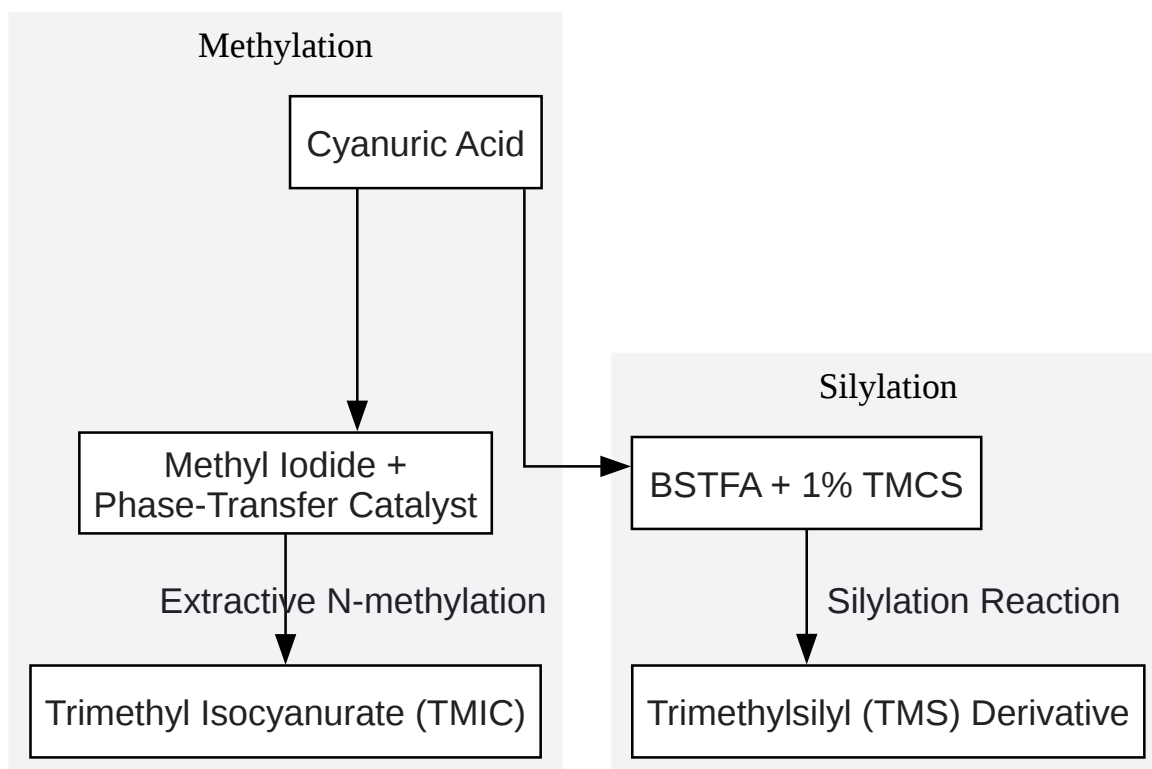 Methylation
Cyanuric Acid
Methyl Iodide +
Phase-Transfer Catalyst
Extractive N-methylation
Trimethyl Isocyanurate (TMIC)
Silylation
BSTFA + 1% TMCS
Silylation Reaction
Trimethylsilyl (TMS) Derivative